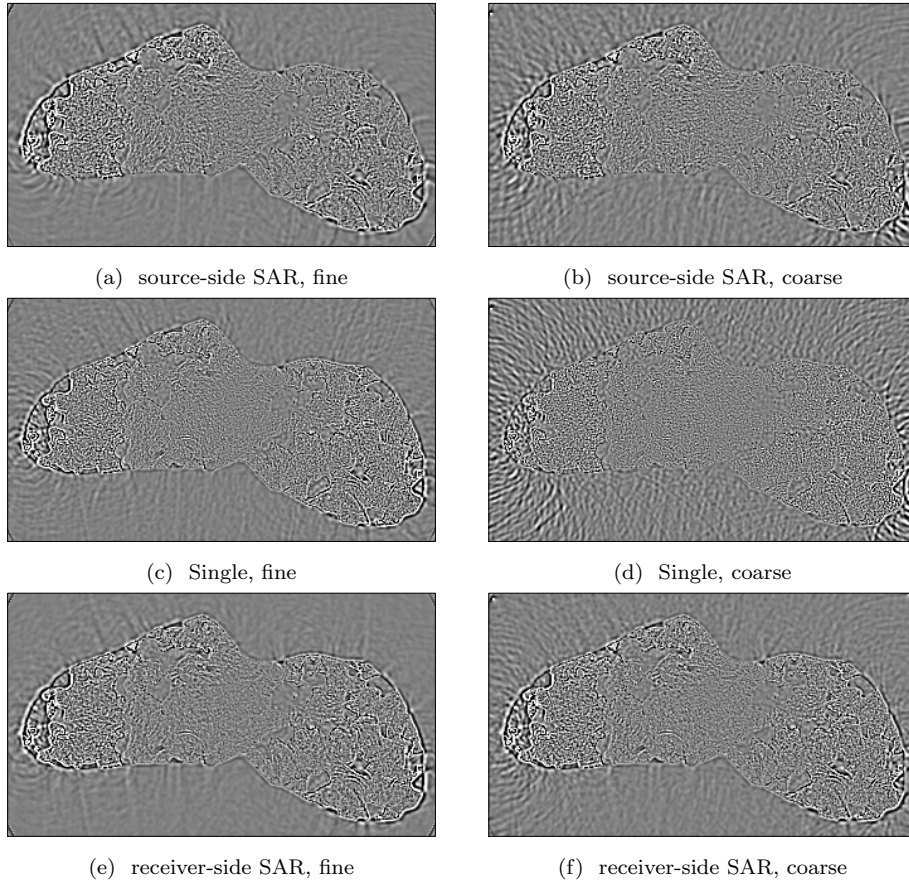 (a) source-side SAR, fine
(b) source-side SAR, coarse
(c) Single, fine
(d) Single, coarse
(e) receiver-side SAR, fine
(f) receiver-side SAR, coarse